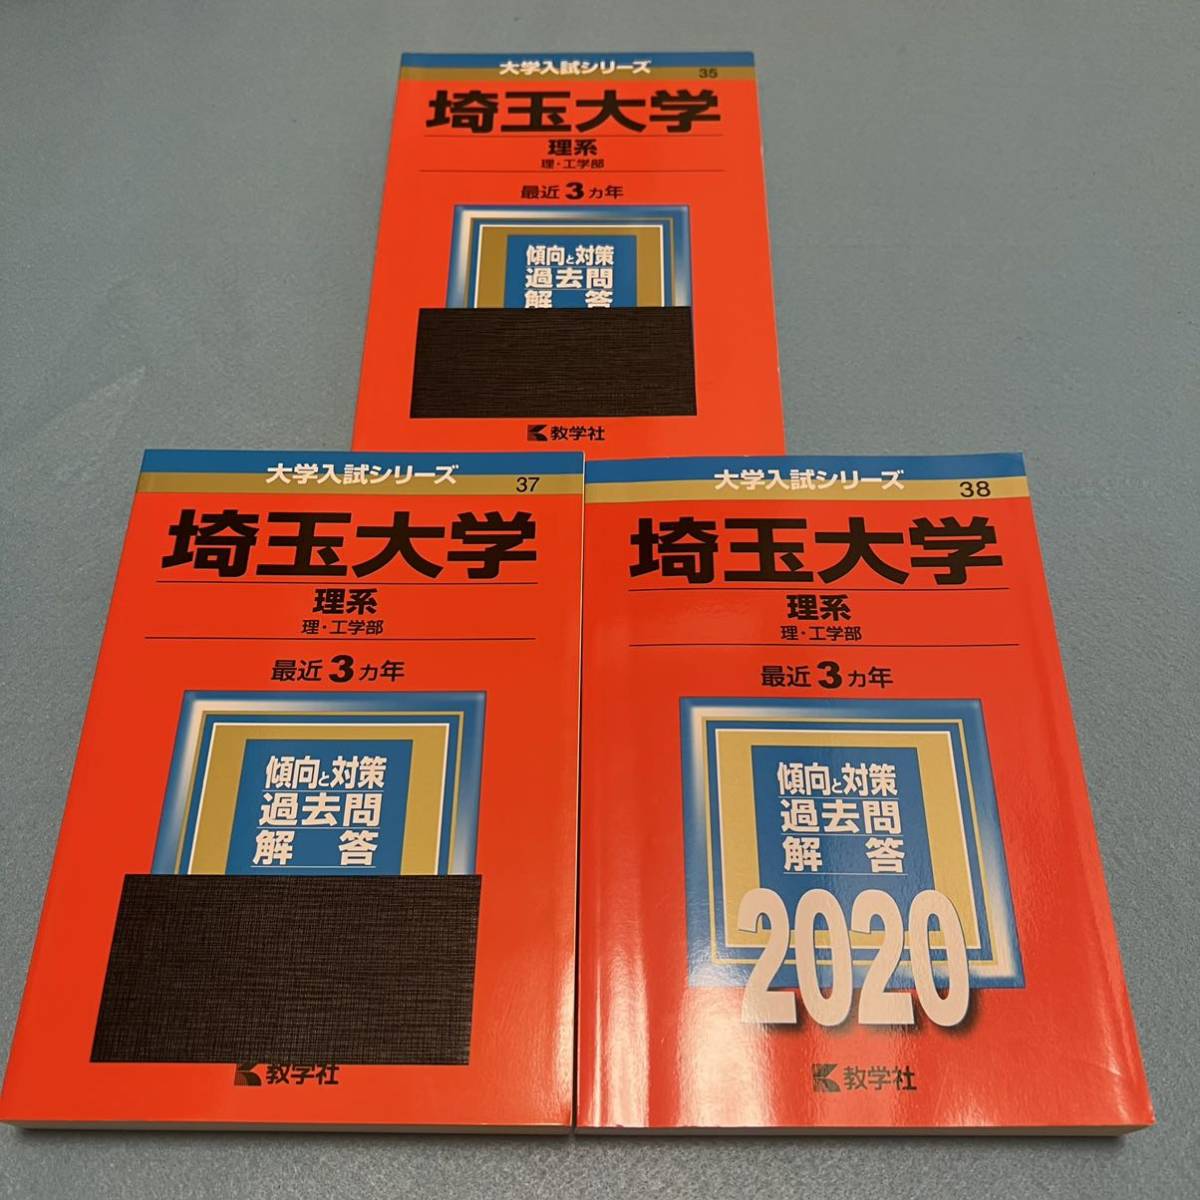 大学入試シリーズ
35
埼玉大学
理系
理・工学部
最近3カ年
傾向と対策
過去問
解答
教学社
大学入試シリーズ
37
埼玉大学
理系
理・工学部
最近3カ年
傾向と対策
過去問
解答
教学社
大学入試シリーズ
38
埼玉大学
理系
理・工学部
最近3カ年
傾向と対策
過去問
解答
2020
教学社